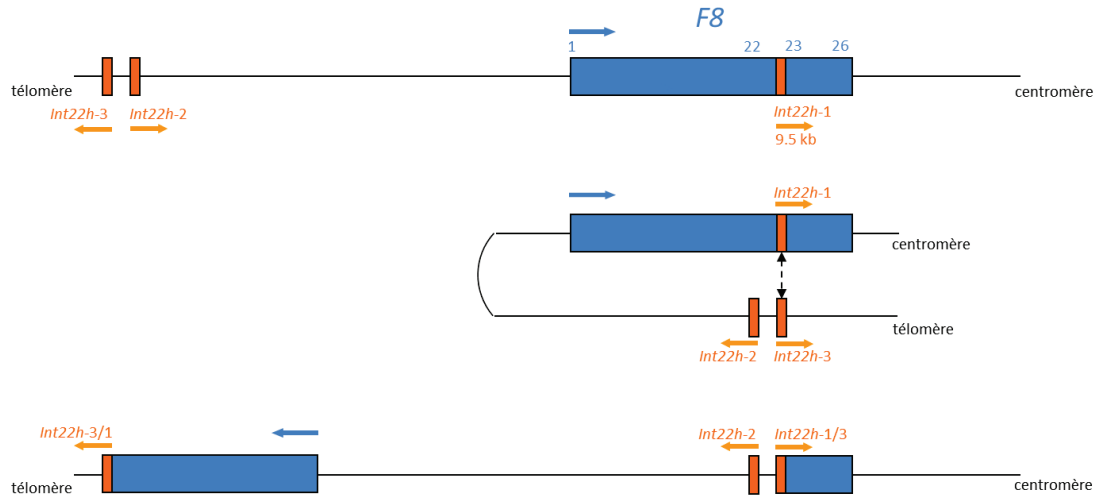 F8
1 22 23 26
télomère centromère
Int22h-3 Int22h-2 Int22h-1
9.5 kb
Int22h-1
centromère
télomère
Int22h-2 Int22h-3
Int22h-3/1 Int22h-2 Int22h-1/3
télomère centromère